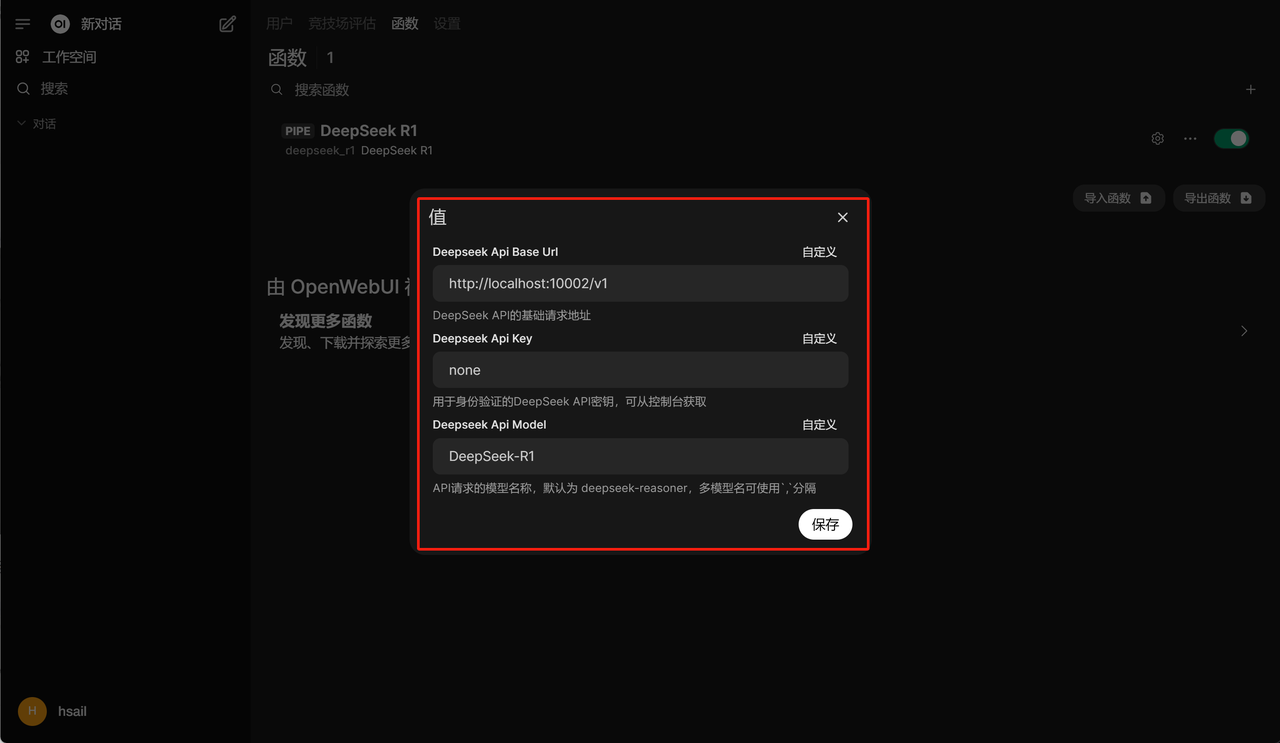 OI 新对话
工作空间
搜索
对话
用户 竞技场评估 函数 设置
函数 1
搜索函数
PIPE DeepSeek R1
deepseek_r1 DeepSeek R1
导入函数 导出函数
由 OpenWebUI
发现更多函数
发现、下载并探索更多
值
Deepseek Api Base Url 自定义
http://localhost:10002/v1
DeepSeek API的基础请求地址
Deepseek Api Key 自定义
none
用于身份验证的DeepSeek API密钥，可从控制台获取
Deepseek Api Model 自定义
DeepSeek-R1
API请求的模型名称，默认为 deepseek-reasoner，多模型名可使用`,`分隔
保存
H hsail